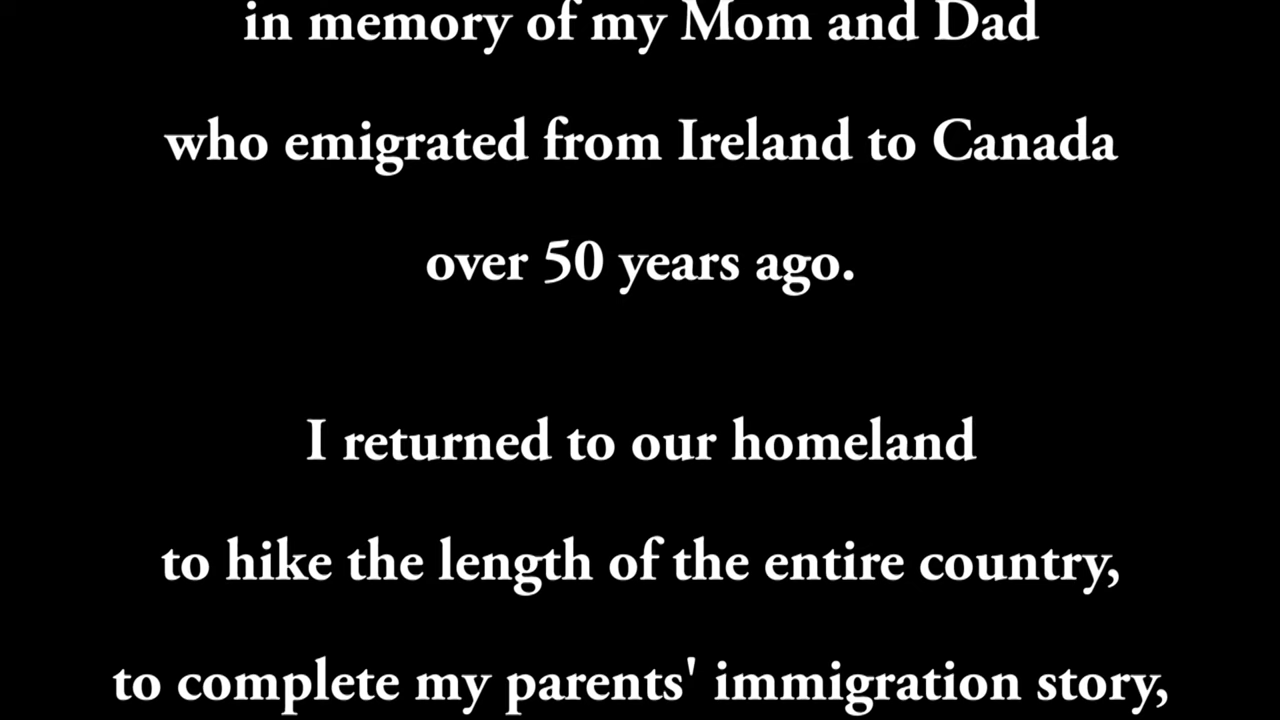 in memory of my Mom and Dad
who emigrated from Ireland to Canada
over 50 years ago.
I returned to our homeland
to hike the length of the entire country,
to complete my parents' immigration story,